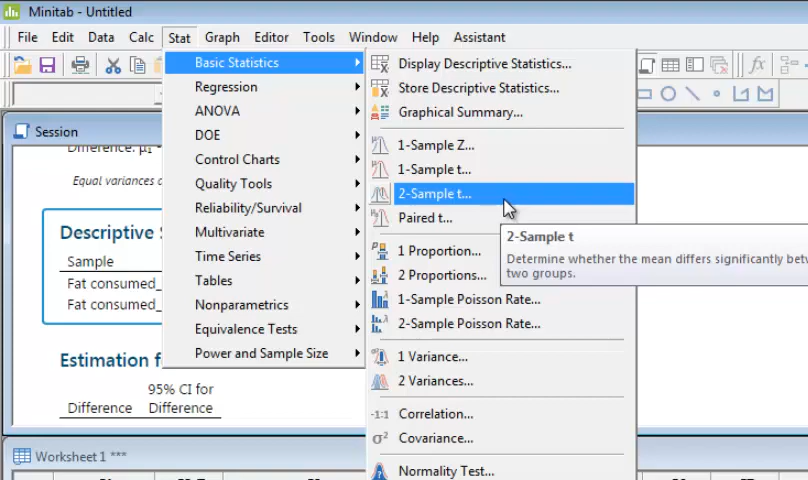 Minitab - Untitled
File Edit Data Calc Stat Graph Editor Tools Window Help Assistant
Basic Statistics
Regression
ANOVA
DOE
Control Charts
Quality Tools
Reliability/Survival
Multivariate
Time Series
Tables
Nonparametrics
Equivalence Tests
Power and Sample Size
Display Descriptive Statistics...
Store Descriptive Statistics...
Graphical Summary...
1-Sample Z...
1-Sample t...
2-Sample t...
Paired t...
1 Proportion...
2 Proportions...
1-Sample Poisson Rate...
2-Sample Poisson Rate...
1 Variance...
2 Variances...
-1:1 Correlation...
σ² Covariance...
Normality Test...
2-Sample t
Determine whether the mean differs significantly bet
two groups.
fx
Session
Difference: μ₁
Equal variances a
Descriptive S
Sample
Fat consumed_
Fat consumed_
Estimation f
95% CI for
Difference Difference
Worksheet 1 ***